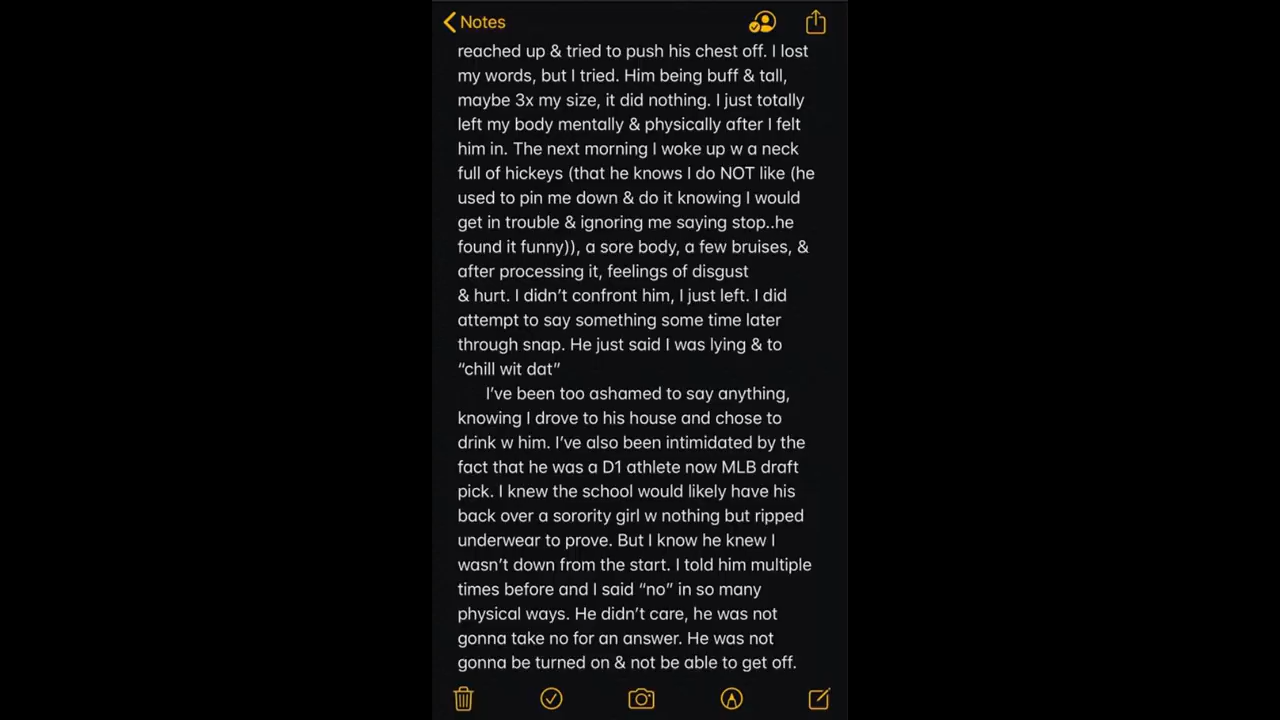 Notes
reached up & tried to push his chest off. I lost
my words, but I tried. Him being buff & tall,
maybe 3x my size, it did nothing. I just totally
left my body mentally & physically after I felt
him in. The next morning I woke up w a neck
full of hickeys (that he knows I do NOT like (he
used to pin me down & do it knowing I would
get in trouble & ignoring me saying stop..he
found it funny)), a sore body, a few bruises, &
after processing it, feelings of disgust
& hurt. I didn’t confront him, I just left. I did
attempt to say something some time later
through snap. He just said I was lying & to
“chill wit dat”
I’ve been too ashamed to say anything,
knowing I drove to his house and chose to
drink w him. I’ve also been intimidated by the
fact that he was a D1 athlete now MLB draft
pick. I knew the school would likely have his
back over a sorority girl w nothing but ripped
underwear to prove. But I know he knew I
wasn’t down from the start. I told him multiple
times before and I said “no” in so many
physical ways. He didn’t care, he was not
gonna take no for an answer. He was not
gonna be turned on & not be able to get off.